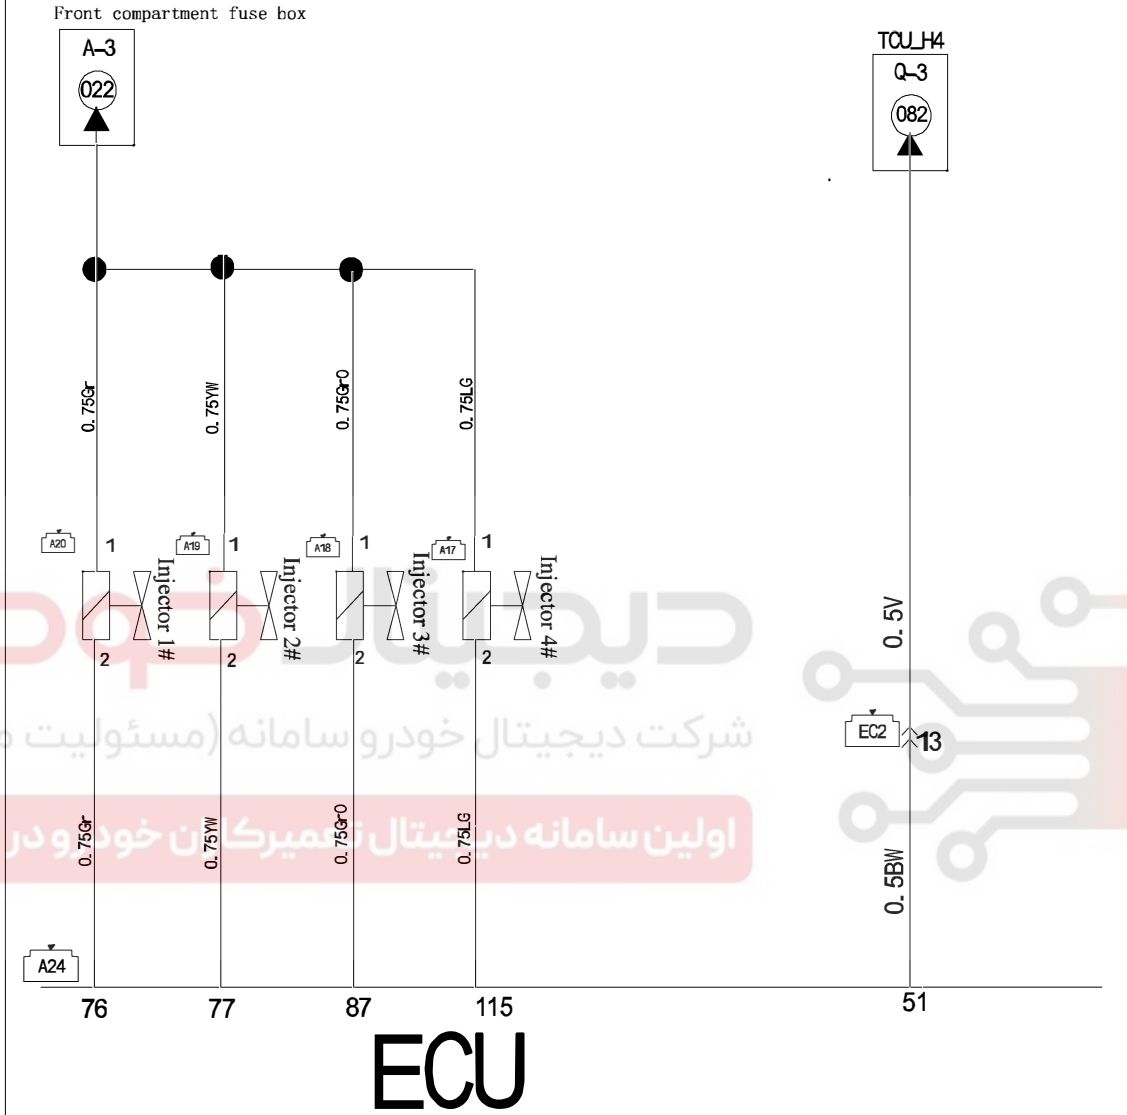 Front compartment fuse box
A-3
022
TCU_H4
Q-3
082
0.75Gr
0.75YW
0.75GrO
0.75LG
A20
1
A19
1
A18
1
A17
1
Injector 1#
Injector 2#
Injector 3#
Injector 4#
2
2
2
2
دیجیتال خود
شرکت دیجیتال خودرو سامانه (مسئولیت
اولین سامانه دیجیتال تعمیرکاران خودرو در
0.5V
EC2
13
0.5BW
0.75Gr
0.75YW
0.75GrO
0.75LG
A24
76
77
87
115
51
ECU